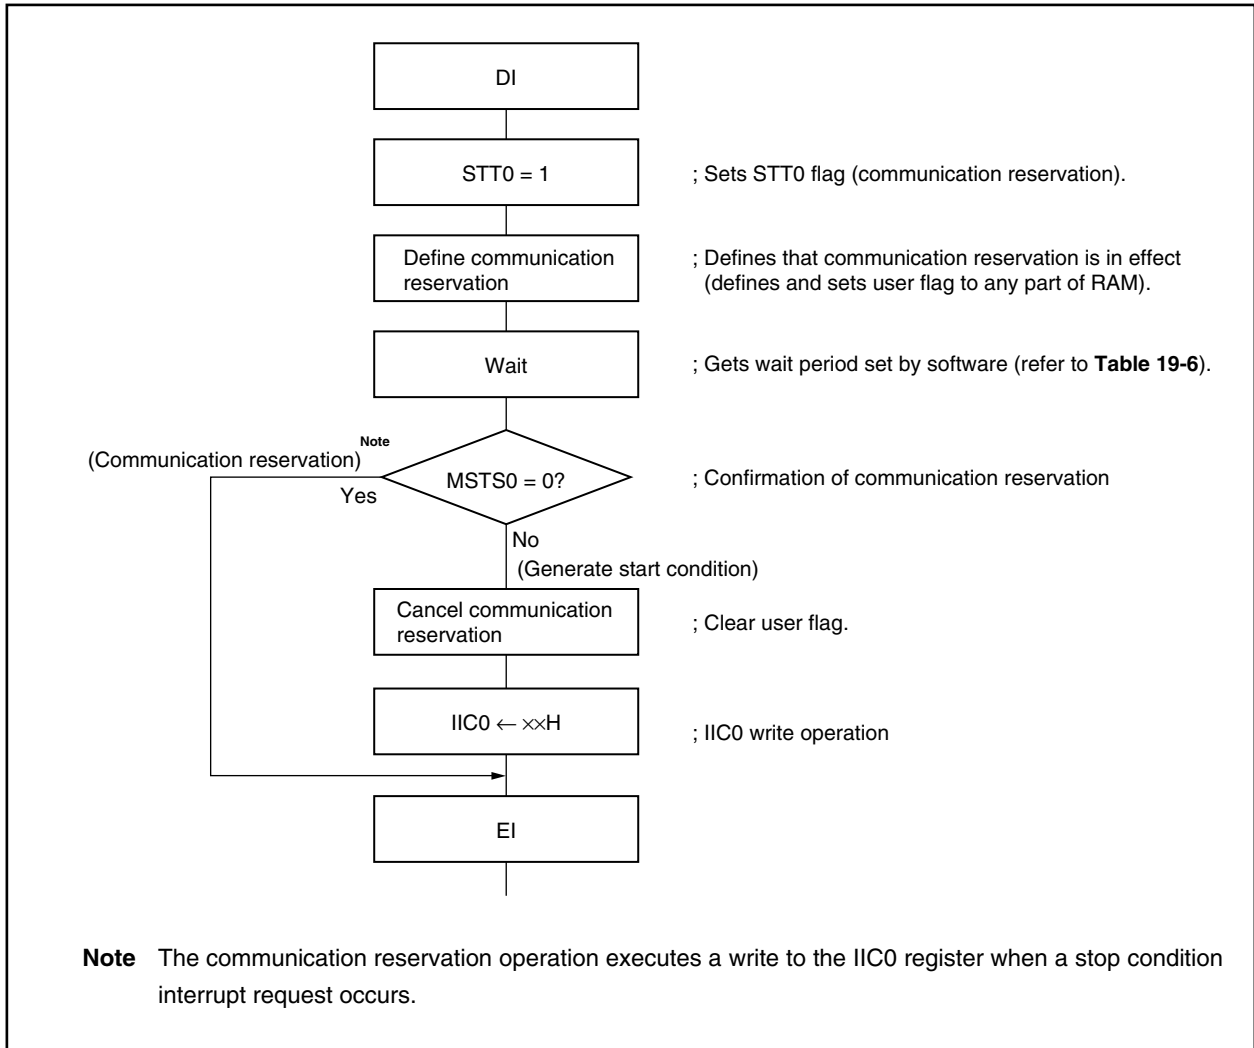 DI
STT0 = 1
; Sets STT0 flag (communication reservation).
Define communication
reservation
; Defines that communication reservation is in effect
(defines and sets user flag to any part of RAM).
Wait
; Gets wait period set by software (refer to Table 19-6).
(Communication reservation) Note
MSTS0 = 0?
; Confirmation of communication reservation
Yes
No
(Generate start condition)
Cancel communication
reservation
; Clear user flag.
IIC0 ← ××H
; IIC0 write operation
EI
Note The communication reservation operation executes a write to the IIC0 register when a stop condition
interrupt request occurs.